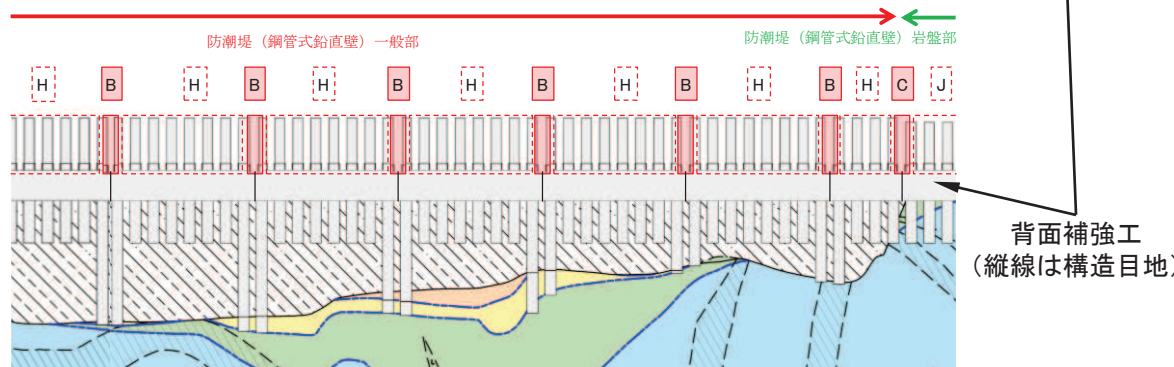 防潮堤（鋼管式鉛直壁）一般部
防潮堤（鋼管式鉛直壁）岩盤部
H B H B H B H B H B H B H C J
背面補強工
（縦線は構造目地）